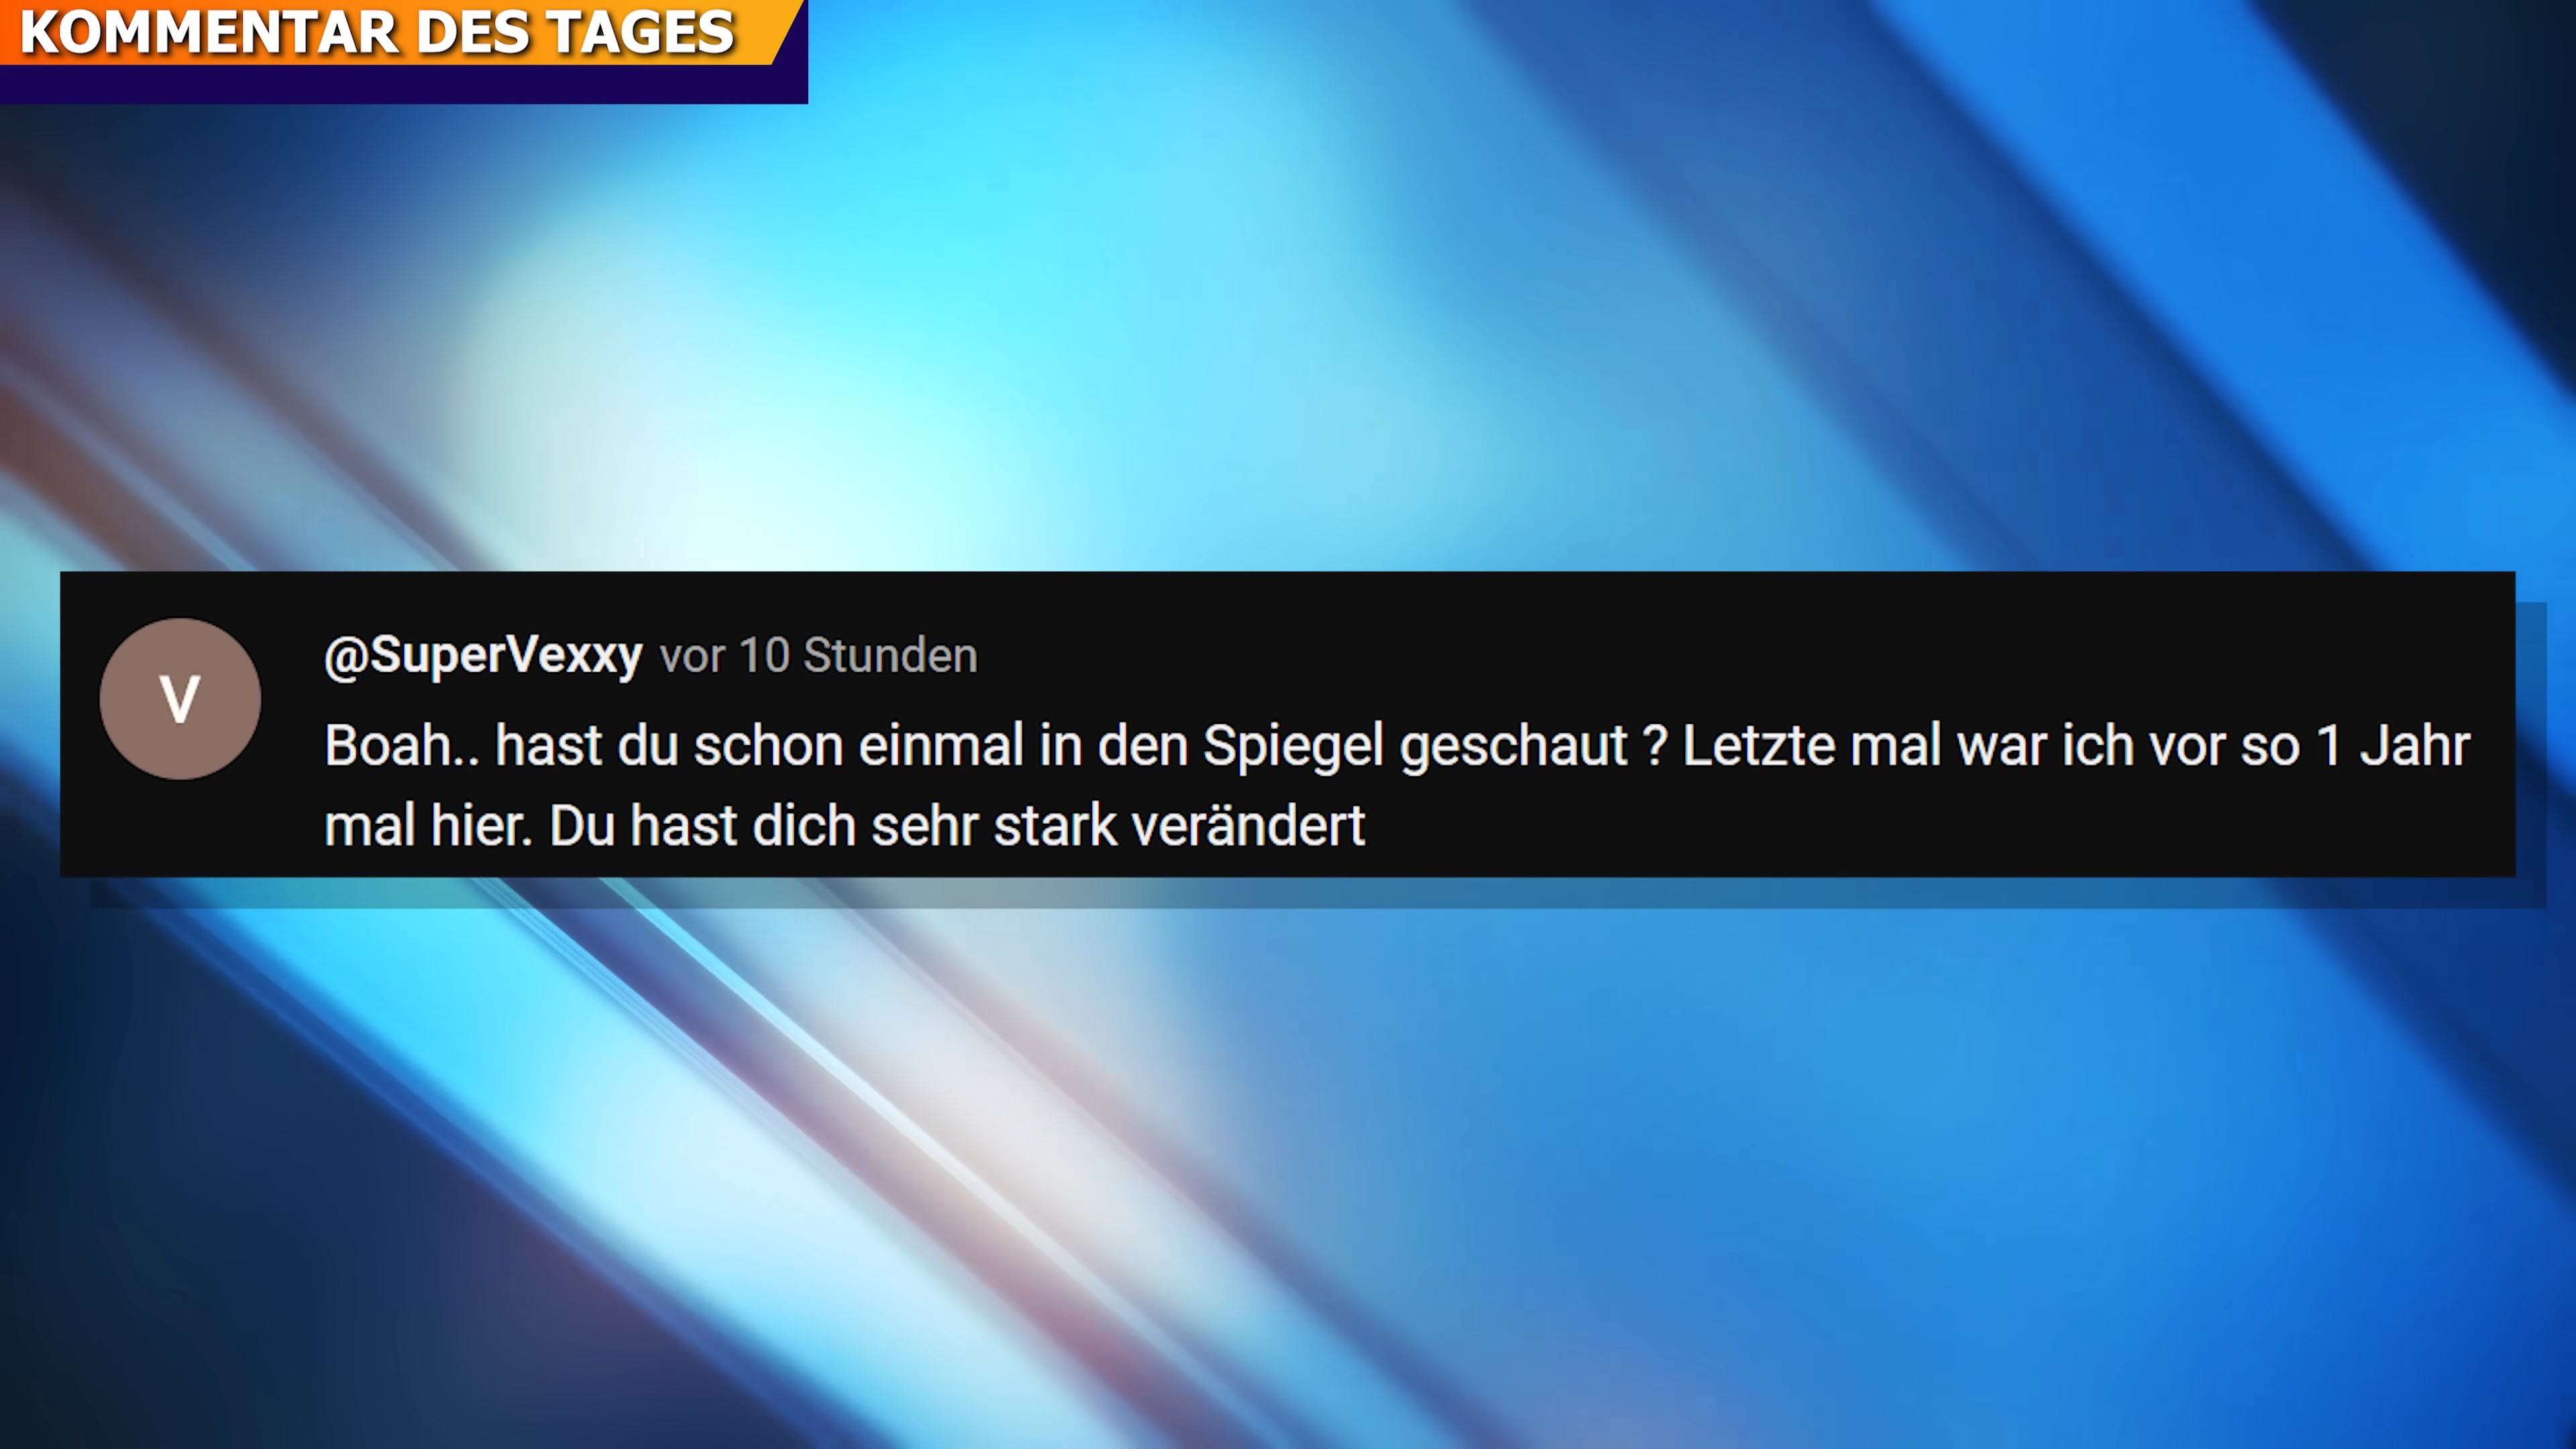 KOMMENTAR DES TAGES
V
@SuperVexxy vor 10 Stunden
Boah.. hast du schon einmal in den Spiegel geschaut ? Letzte mal war ich vor so 1 Jahr
mal hier. Du hast dich sehr stark verändert